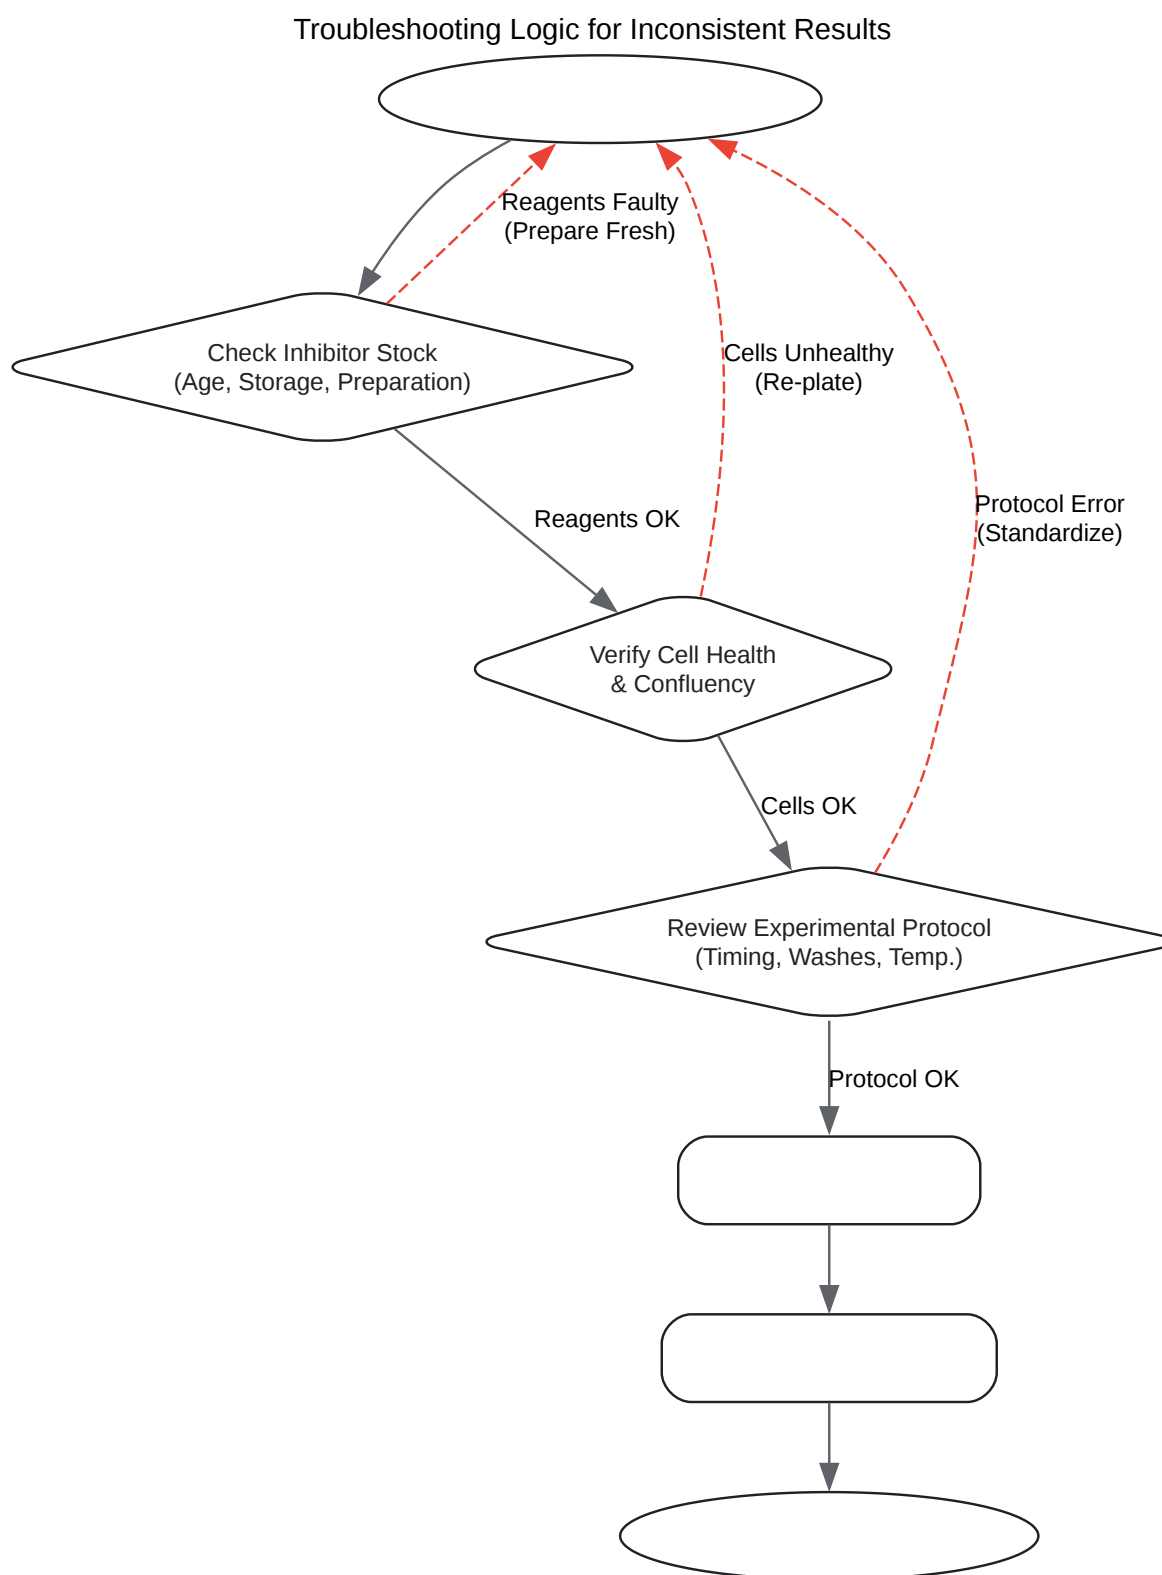 Troubleshooting Logic for Inconsistent Results
Reagents Faulty
(Prepare Fresh)
Check Inhibitor Stock
(Age, Storage, Preparation)
Cells Unhealthy
(Re-plate)
Reagents OK
Protocol Error
(Standardize)
Verify Cell Health
& Confluency
Cells OK
Review Experimental Protocol
(Timing, Washes, Temp.)
Protocol OK